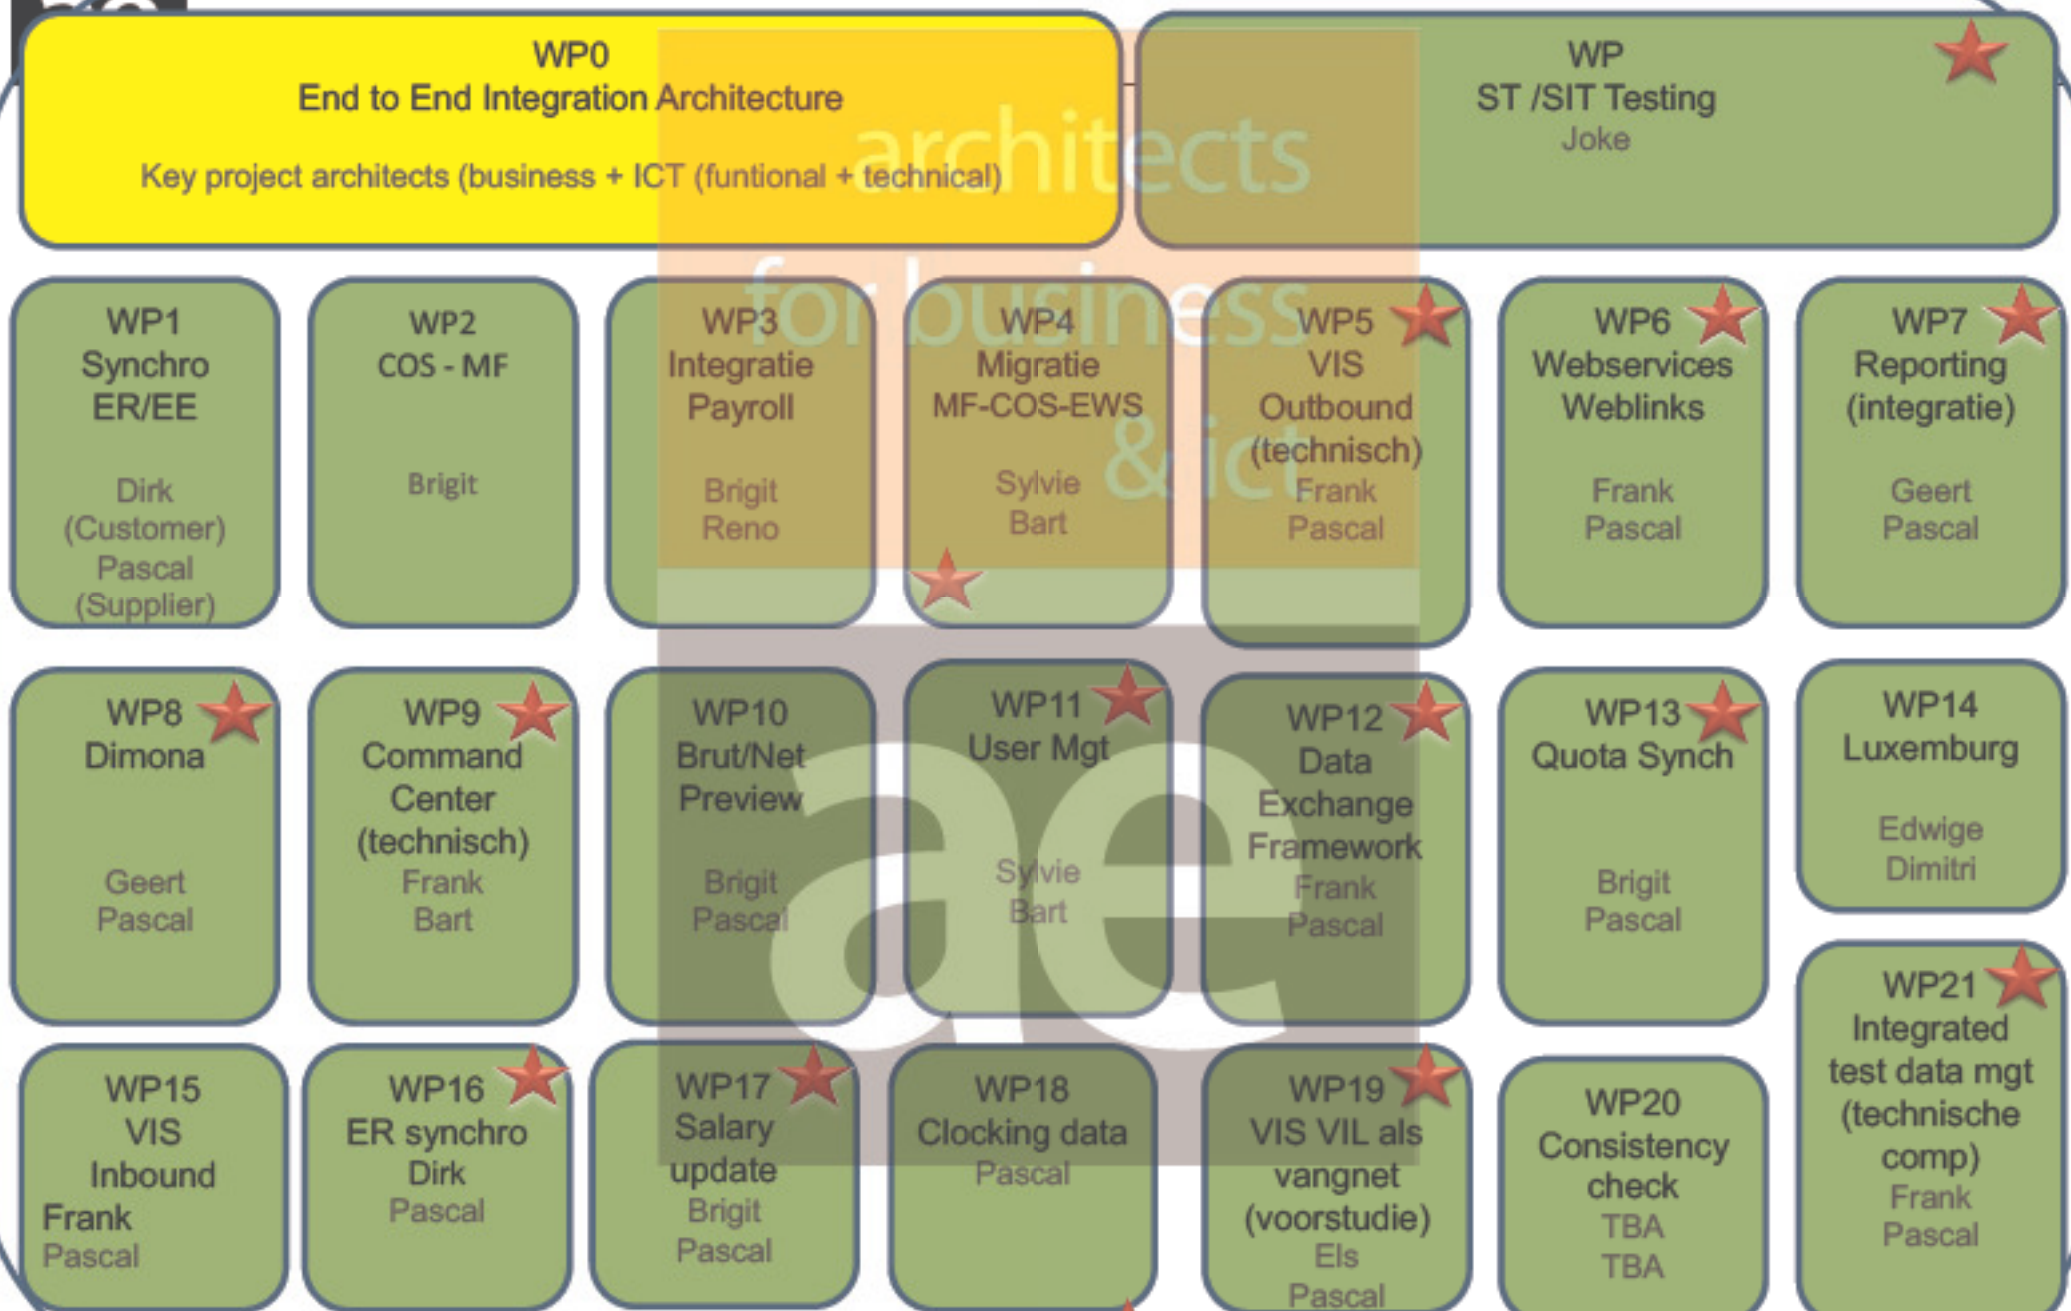 WP0
End to End Integration Architecture
Key project architects (business + ICT (funtional + technical)
WP
ST /SIT Testing
Joke
architects
for business
& ict
WP1
Synchro
ER/EE
Dirk
(Customer)
Pascal
(Supplier)
WP2
COS - MF
Brigit
WP3
Integratie
Payroll
Brigit
Reno
WP4
Migratie
MF-COS-EWS
Sylvie
Bart
WP5
VIS
Outbound
(technisch)
Frank
Pascal
WP6
Webservices
Weblinks
Frank
Pascal
WP7
Reporting
(integratie)
Geert
Pascal
WP8
Dimona
Geert
Pascal
WP9
Command
Center
(technisch)
Frank
Bart
WP10
Brut/Net
Preview
Brigit
Pascal
WP11
User Mgt
Sylvie
Bart
WP12
Data
Exchange
Framework
Frank
Pascal
WP13
Quota Synch
Brigit
Pascal
WP14
Luxemburg
Edwige
Dimitri
ae
WP15
VIS
Inbound
Frank
Pascal
WP16
ER synchro
Dirk
Pascal
WP17
Salary
update
Brigit
Pascal
WP18
Clocking data
Pascal
WP19
VIS VIL als
vangnet
(voorstudie)
Els
Pascal
WP20
Consistency
check
TBA
TBA
WP21
Integrated
test data mgt
(technische
comp)
Frank
Pascal